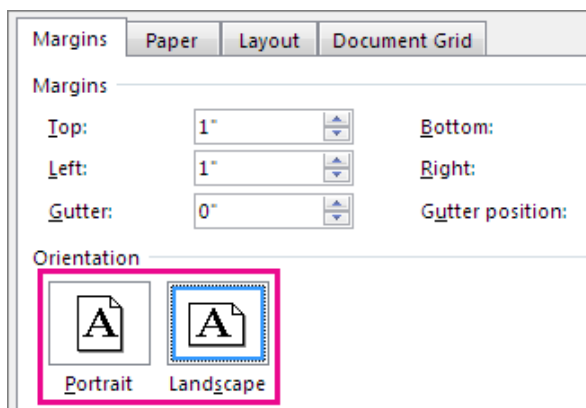 Margins Paper Layout Document Grid
Margins
Top: 1" Bottom:
Left: 1" Right:
Gutter: 0" Gutter position:
Orientation
A A
Portrait Landscape